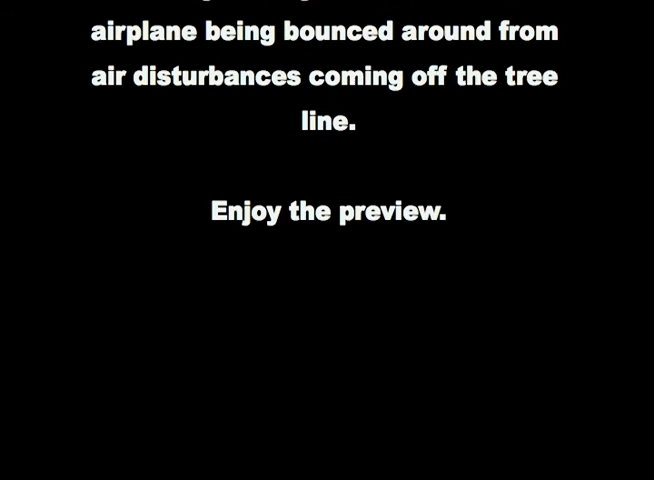 airplane being bounced around from
air disturbances coming off the tree
line.
Enjoy the preview.